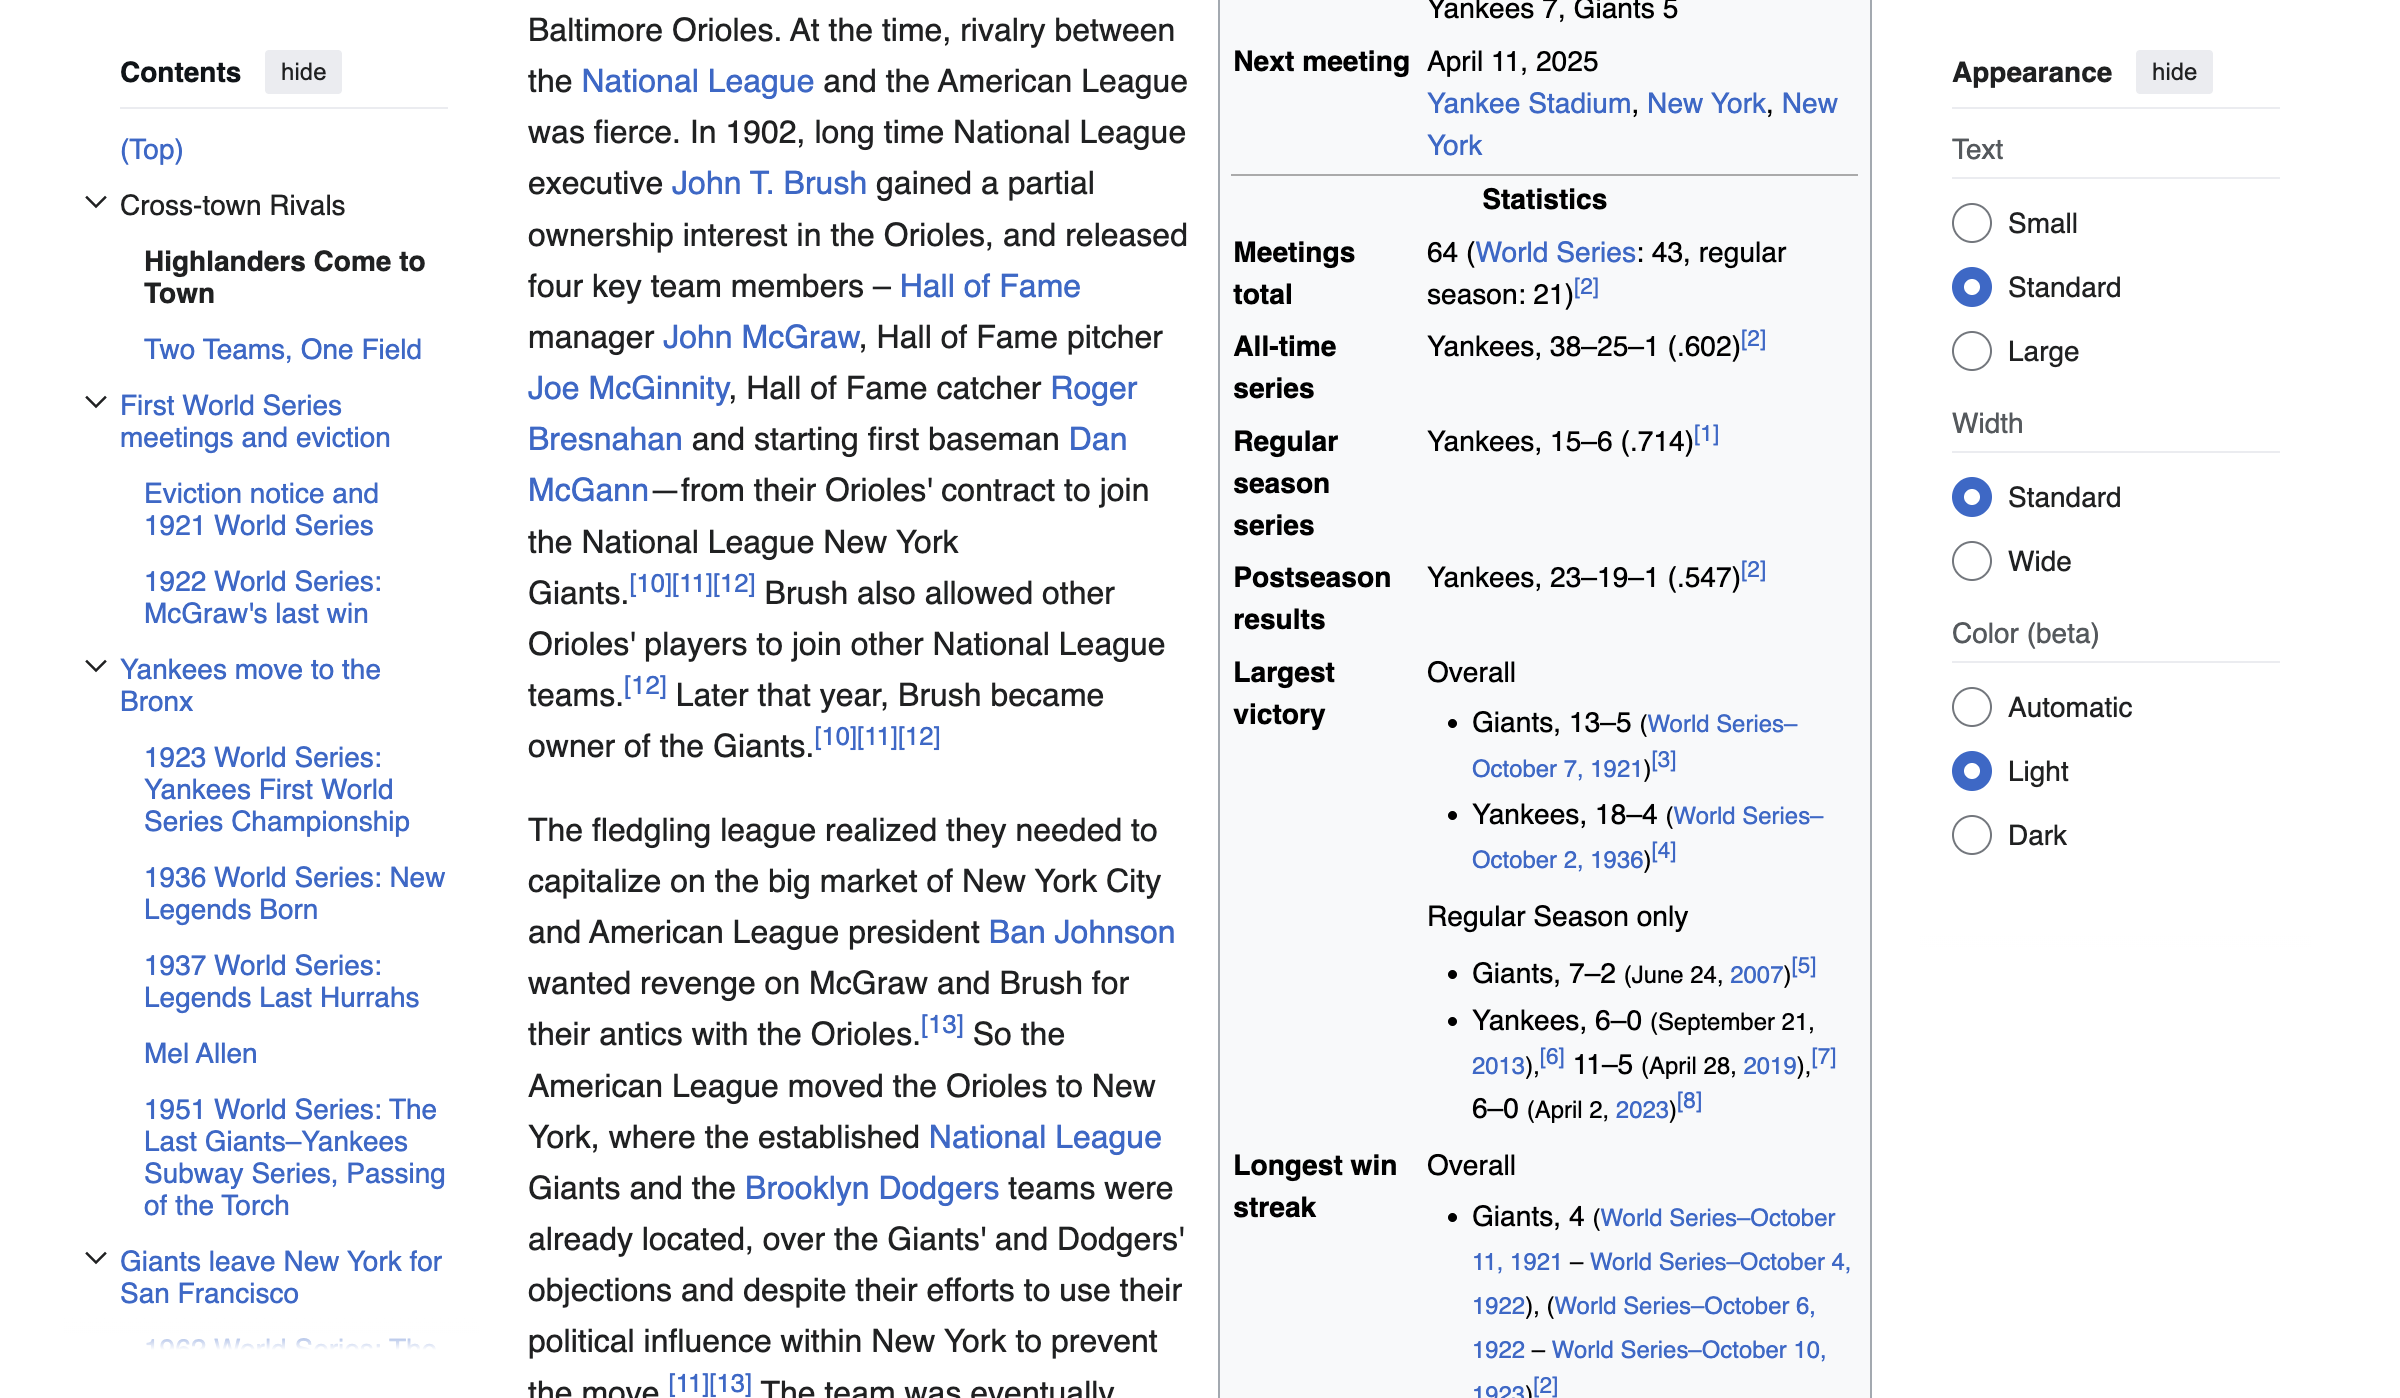 Contents hide
(Top)
Cross-town Rivals
Highlanders Come to
Town
Two Teams, One Field
First World Series
meetings and eviction
Eviction notice and
1921 World Series
1922 World Series:
McGraw's last win
Yankees move to the
Bronx
1923 World Series:
Yankees First World
Series Championship
1936 World Series: New
Legends Born
1937 World Series:
Legends Last Hurrahs
Mel Allen
1951 World Series: The
Last Giants–Yankees
Subway Series, Passing
of the Torch
Giants leave New York for
San Francisco
1962 World Series: The
Baltimore Orioles. At the time, rivalry between
the National League and the American League
was fierce. In 1902, long time National League
executive John T. Brush gained a partial
ownership interest in the Orioles, and released
four key team members – Hall of Fame
manager John McGraw, Hall of Fame pitcher
Joe McGinnity, Hall of Fame catcher Roger
Bresnahan and starting first baseman Dan
McGann—from their Orioles' contract to join
the National League New York
Giants.[10][11][12] Brush also allowed other
Orioles' players to join other National League
teams.[12] Later that year, Brush became
owner of the Giants.[10][11][12]
The fledgling league realized they needed to
capitalize on the big market of New York City
and American League president Ban Johnson
wanted revenge on McGraw and Brush for
their antics with the Orioles.[13] So the
American League moved the Orioles to New
York, where the established National League
Giants and the Brooklyn Dodgers teams were
already located, over the Giants' and Dodgers'
objections and despite their efforts to use their
political influence within New York to prevent
the move.[11][13] The team was eventually
Yankees 7, Giants 5
Next meeting April 11, 2025
Yankee Stadium, New York, New
York
Statistics
Meetings total 64 (World Series: 43, regular
season: 21)[2]
All-time series Yankees, 38–25–1 (.602)[2]
Regular season series Yankees, 15–6 (.714)[1]
Postseason results Yankees, 23–19–1 (.547)[2]
Largest victory Overall
• Giants, 13–5 (World Series–
October 7, 1921)[3]
• Yankees, 18–4 (World Series–
October 2, 1936)[4]
Regular Season only
• Giants, 7–2 (June 24, 2007)[5]
• Yankees, 6–0 (September 21,
2013),[6] 11–5 (April 28, 2019),[7]
6–0 (April 2, 2023)[8]
Longest win streak Overall
• Giants, 4 (World Series–October
11, 1921 – World Series–October 4,
1922), (World Series–October 6,
1922 – World Series–October 10,
1923)[2]
Appearance hide
Text
Small
Standard
Large
Width
Standard
Wide
Color (beta)
Automatic
Light
Dark